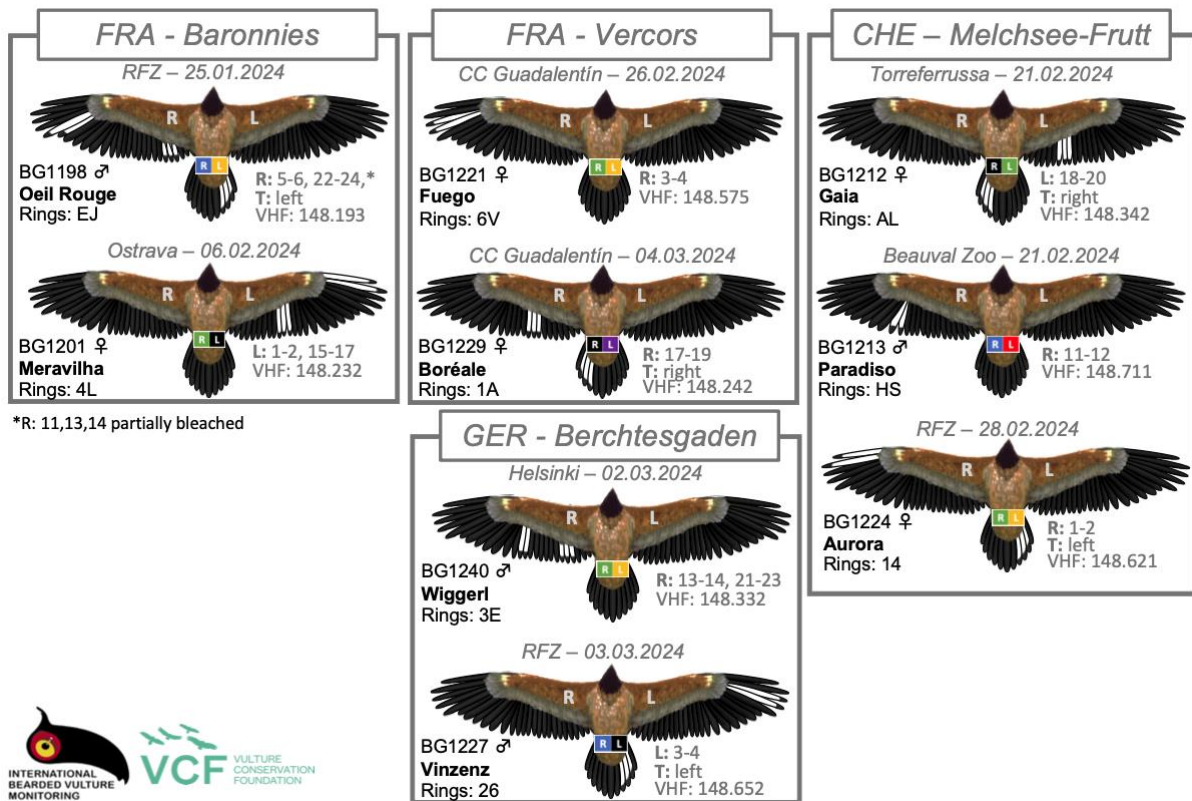 FRA - Baronnies
RFZ – 25.01.2024
R L
R L
BG1198 ♂
Oeil Rouge
Rings: EJ
R: 5-6, 22-24,*
T: left
VHF: 148.193
Ostrava – 06.02.2024
R L
R L
BG1201 ♀
Meravilha
Rings: 4L
L: 1-2, 15-17
VHF: 148.232
*R: 11,13,14 partially bleached
FRA - Vercors
CC Guadalentín - 26.02.2024
R L
R L
BG1221 ♀
Fuego
Rings: 6V
R: 3-4
VHF: 148.575
CC Guadalentín – 04.03.2024
R L
R L
BG1229 ♀
Boréale
Rings: 1A
R: 17-19
T: right
VHF: 148.242
CHE – Melchsee-Frutt
Torreferrussa - 21.02.2024
R L
R L
BG1212 ♀
Gaia
Rings: AL
L: 18-20
T: right
VHF: 148.342
Beauval Zoo - 21.02.2024
R L
R L
BG1213 ♂
Paradiso
Rings: HS
R: 11-12
VHF: 148.711
RFZ – 28.02.2024
R L
R L
BG1224 ♀
Aurora
Rings: 14
R: 1-2
T: left
VHF: 148.621
GER - Berchtesgaden
Helsinki – 02.03.2024
R L
R L
BG1240 ♂
Wiggerl
Rings: 3E
R: 13-14, 21-23
VHF: 148.332
RFZ – 03.03.2024
R L
R L
BG1227 ♂
Vinzenz
Rings: 26
L: 3-4
T: left
VHF: 148.652
INTERNATIONAL
BEARDED VULTURE
MONITORING
VCF
VULTURE
CONSERVATION
FOUNDATION